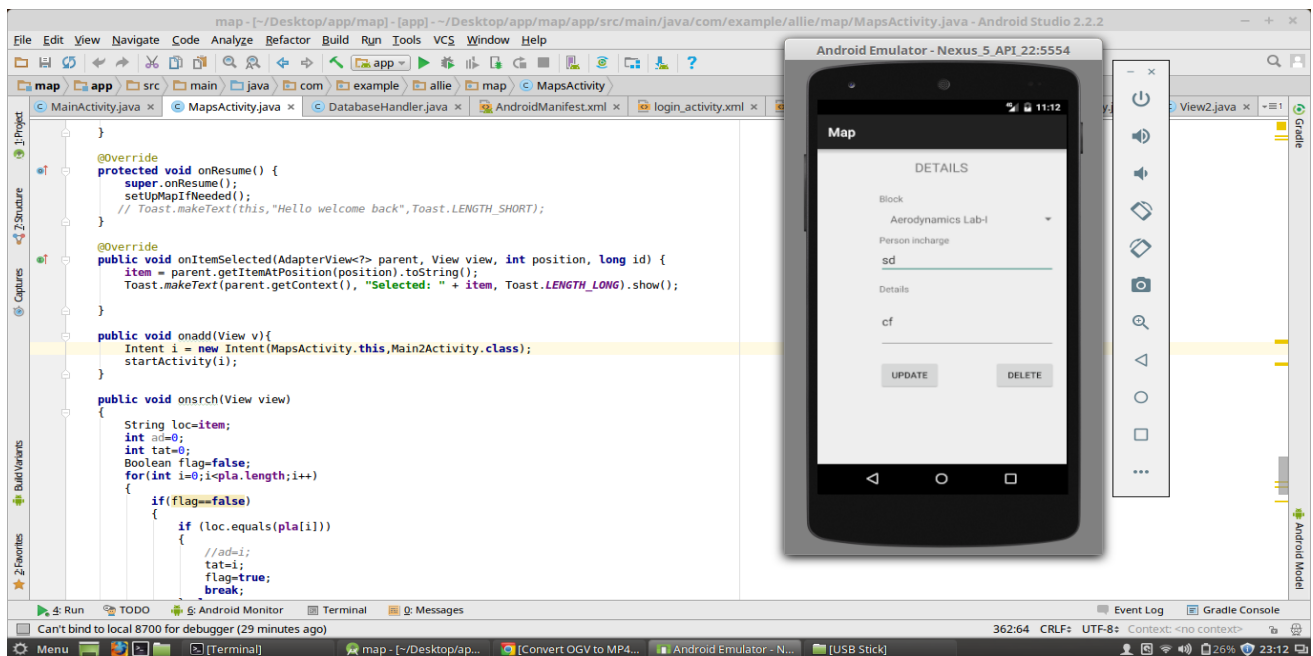 map - [~/Desktop/app/map] - [app] - ~/Desktop/app/map/app/src/main/java/com/example/allie/map/MapsActivity.java - Android Studio 2.2.2
File Edit View Navigate Code Analyze Refactor Build Run Tools VCS Window Help
app
map app src main java com example allie map MapsActivity
MainActivity.java MapsActivity.java DatabaseHandler.java AndroidManifest.xml login_activity.xml View2.java
1: Project
Z: Structure
Captures
Build Variants
2: Favorites
}
@Override
protected void onResume() {
super.onResume();
setUpMapIfNeeded();
// Toast.makeText(this,"Hello welcome back",Toast.LENGTH_SHORT);
}
@Override
public void onItemSelected(AdapterView<?> parent, View view, int position, long id) {
item = parent.getItemAtPosition(position).toString();
Toast.makeText(parent.getContext(), "Selected: " + item, Toast.LENGTH_LONG).show();
}
public void onadd(View v){
Intent i = new Intent(MapsActivity.this,Main2Activity.class);
startActivity(i);
}
public void onsrch(View view)
{
String loc=item;
int ad=0;
int tat=0;
Boolean flag=false;
for(int i=0;i<pla.length;i++)
{
if(flag==false)
{
if (loc.equals(pla[i]))
{
//ad=i;
tat=i;
flag=true;
break;
Android Emulator - Nexus_5_API_22:5554
11:12
Map
DETAILS
Block
Aerodynamics Lab-I
Person incharge
sd
Details
cf
UPDATE DELETE
Gradle
Android Model
4: Run TODO 6: Android Monitor Terminal 0: Messages Event Log Gradle Console
Can't bind to local 8700 for debugger (29 minutes ago) 362:64 CRLF UTF-8 Context: <no context>
Menu [Terminal] map - [~/Desktop/ap... [Convert OGV to MP4... Android Emulator - N... [USB Stick] 26% 23:12